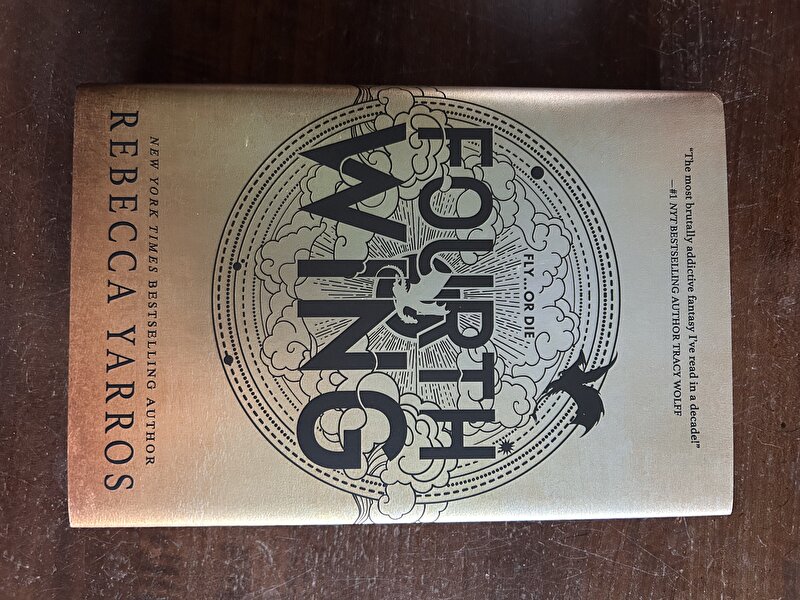 "The most brutally addictive fantasy I've read in a decade!"
—#1 NYT BESTSELLING AUTHOR TRACY WOLFF
FLY...OR DIE
FOURTH
WING
NEW YORK TIMES BESTSELLING AUTHOR
REBECCA YARROS